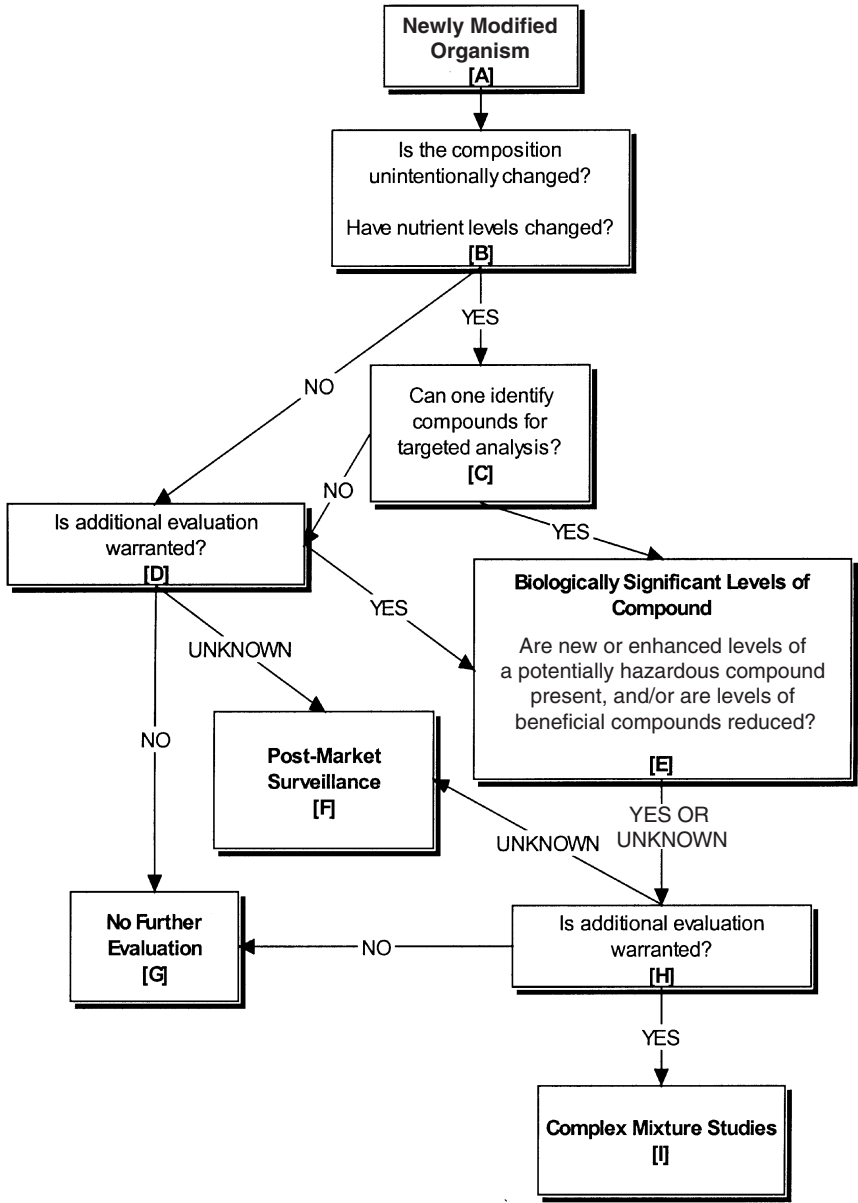 Newly Modified
Organism
[A]
Is the composition
unintentionally changed?
Have nutrient levels changed?
[B]
YES
NO
Can one identify
compounds for
targeted analysis?
[C]
NO
YES
Is additional evaluation
warranted?
[D]
YES
UNKNOWN
NO
Biologically Significant Levels of
Compound
Are new or enhanced levels of
a potentially hazardous compound
present, and/or are levels of
beneficial compounds reduced?
[E]
Post-Market
Surveillance
[F]
YES OR
UNKNOWN
UNKNOWN
No Further
Evaluation
[G]
NO
Is additional evaluation
warranted?
[H]
YES
Complex Mixture Studies
[I]